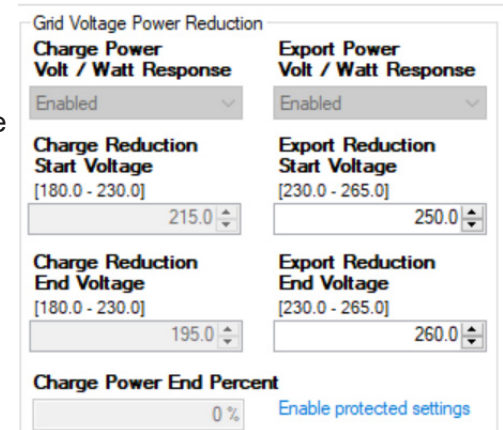 Grid Voltage Power Reduction
Charge Power
Volt / Watt Response
Enabled
Export Power
Volt / Watt Response
Enabled
e
Charge Reduction
Start Voltage
[180.0 - 230.0]
215.0
Export Reduction
Start Voltage
[230.0 - 265.0]
250.0
Charge Reduction
End Voltage
[180.0 - 230.0]
195.0
Export Reduction
End Voltage
[230.0 - 265.0]
260.0
Charge Power End Percent
0 %
Enable protected settings